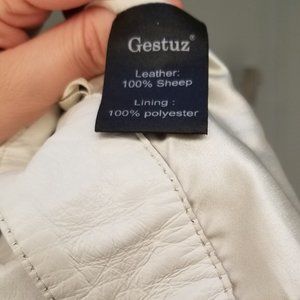 Gestuz®
Leather:
100% Sheep
Lining :
100% polyester